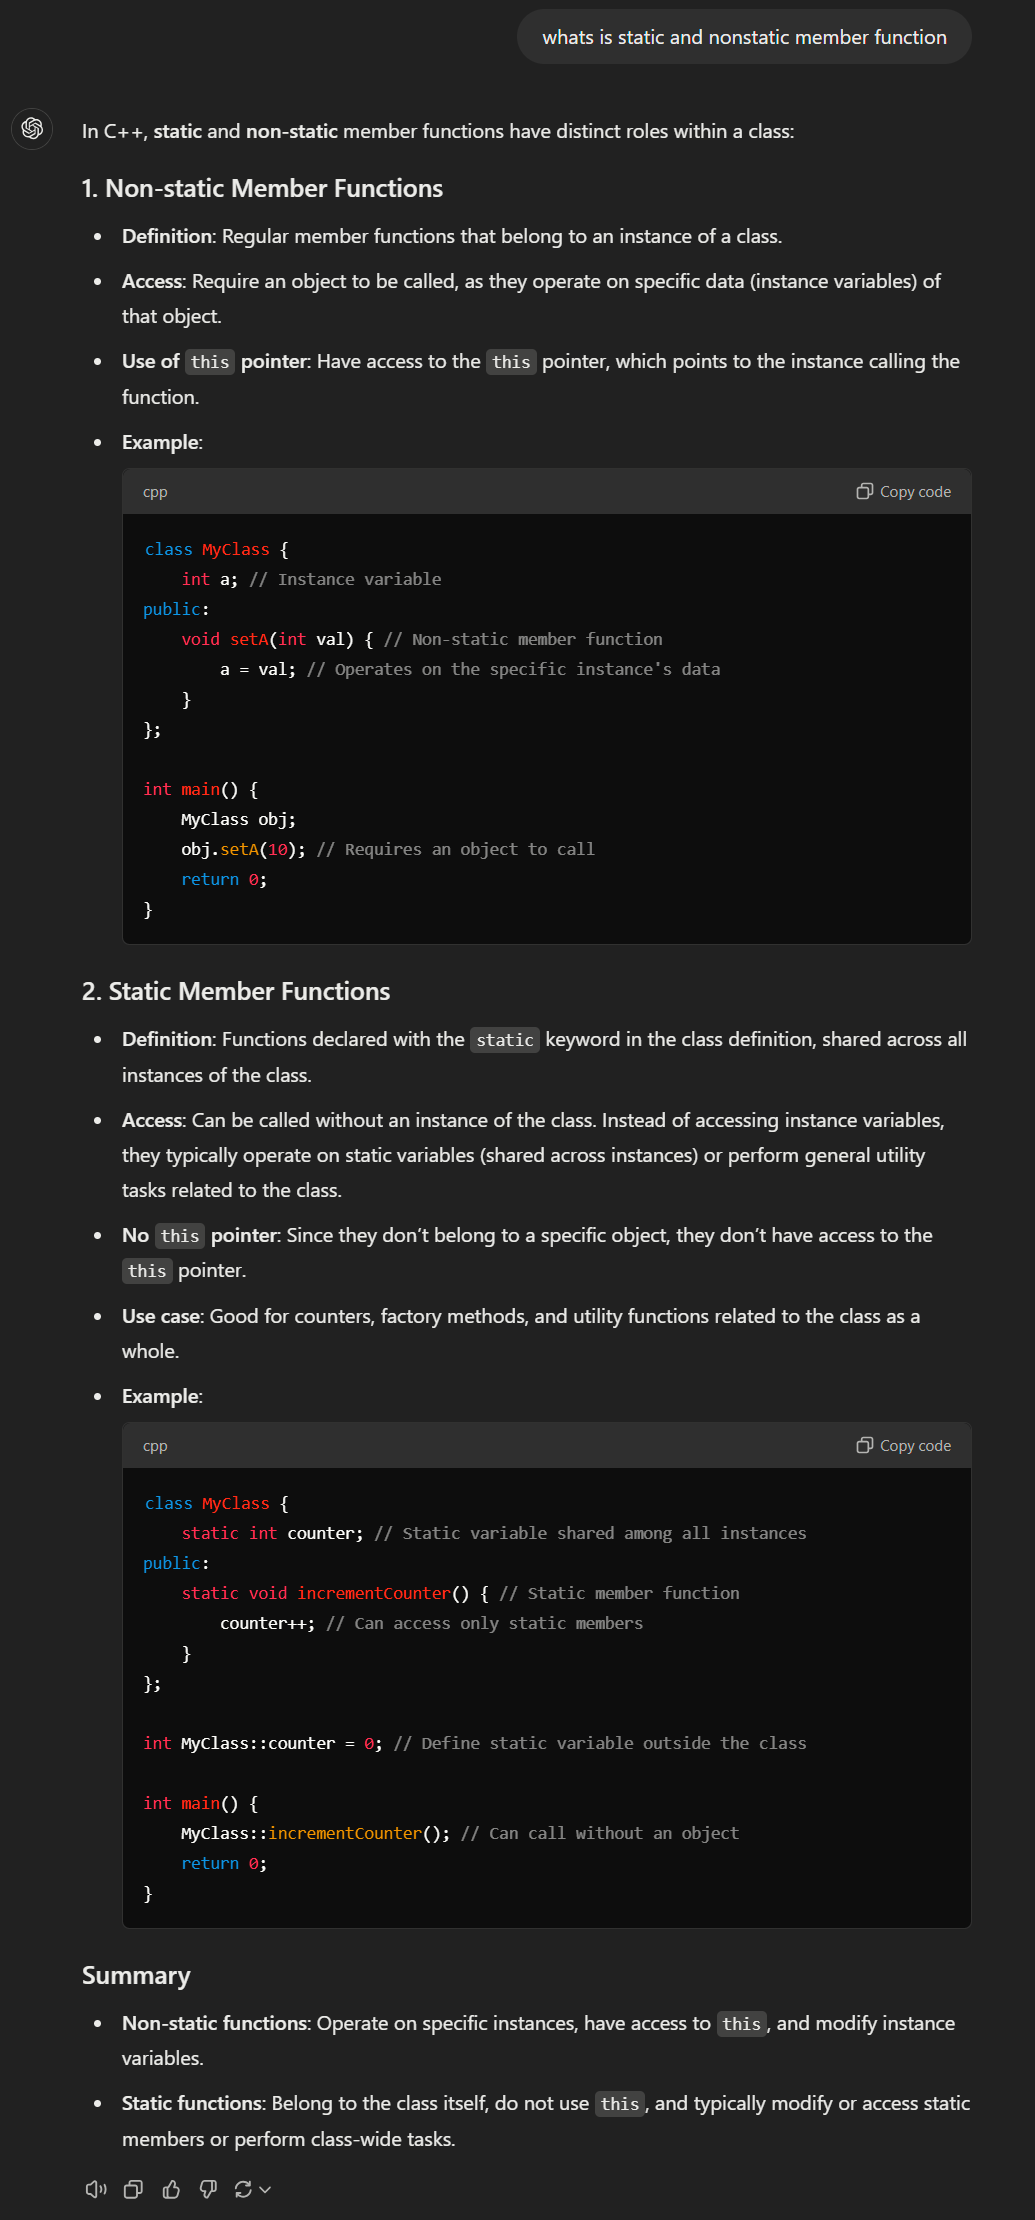 whats is static and nonstatic member function
In C++, static and non-static member functions have distinct roles within a class:
1. Non-static Member Functions
• Definition: Regular member functions that belong to an instance of a class.
• Access: Require an object to be called, as they operate on specific data (instance variables) of
that object.
• Use of this pointer: Have access to the this pointer, which points to the instance calling the
function.
• Example:
cpp Copy code
class MyClass {
    int a; // Instance variable
public:
    void setA(int val) { // Non-static member function
        a = val; // Operates on the specific instance's data
    }
};

int main() {
    MyClass obj;
    obj.setA(10); // Requires an object to call
    return 0;
}
2. Static Member Functions
• Definition: Functions declared with the static keyword in the class definition, shared across all
instances of the class.
• Access: Can be called without an instance of the class. Instead of accessing instance variables,
they typically operate on static variables (shared across instances) or perform general utility
tasks related to the class.
• No this pointer: Since they don’t belong to a specific object, they don’t have access to the
this pointer.
• Use case: Good for counters, factory methods, and utility functions related to the class as a
whole.
• Example:
cpp Copy code
class MyClass {
    static int counter; // Static variable shared among all instances
public:
    static void incrementCounter() { // Static member function
        counter++; // Can access only static members
    }
};

int MyClass::counter = 0; // Define static variable outside the class

int main() {
    MyClass::incrementCounter(); // Can call without an object
    return 0;
}
Summary
• Non-static functions: Operate on specific instances, have access to this, and modify instance
variables.
• Static functions: Belong to the class itself, do not use this, and typically modify or access static
members or perform class-wide tasks.